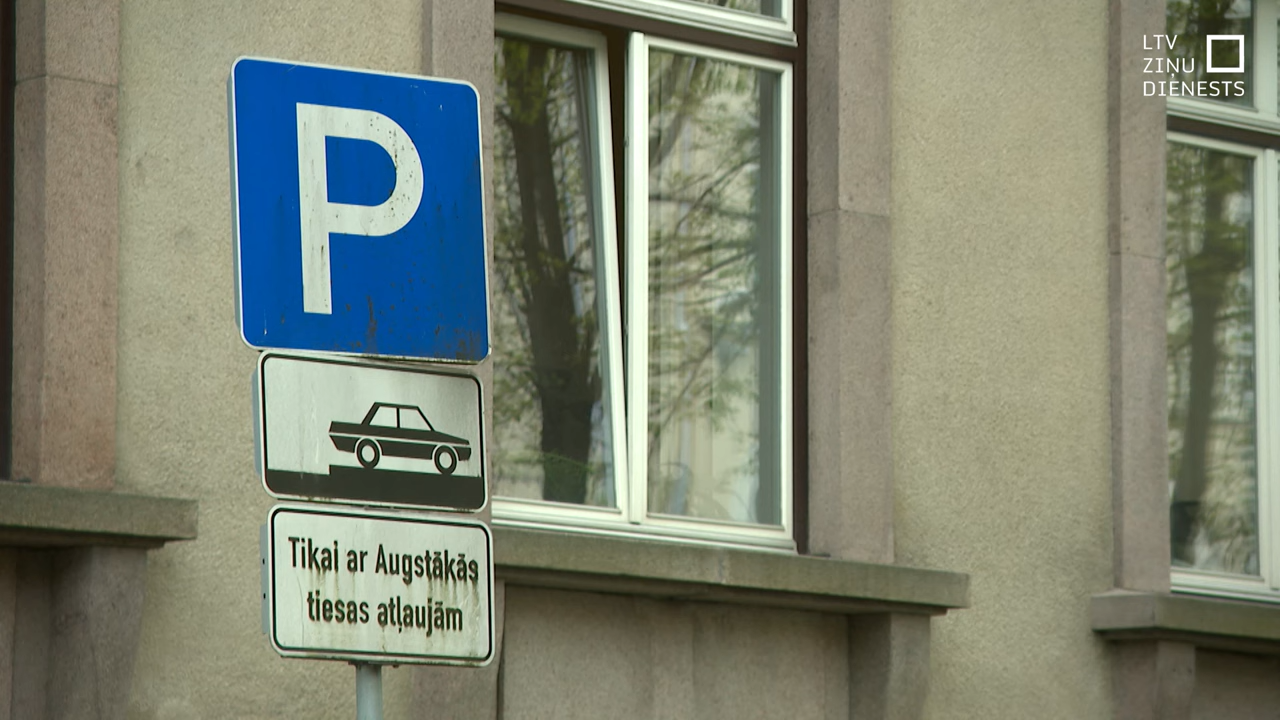 P
Tikai ar Augstākās
tiesas atļaujām
LTV
ZIŅU
DIENESTS